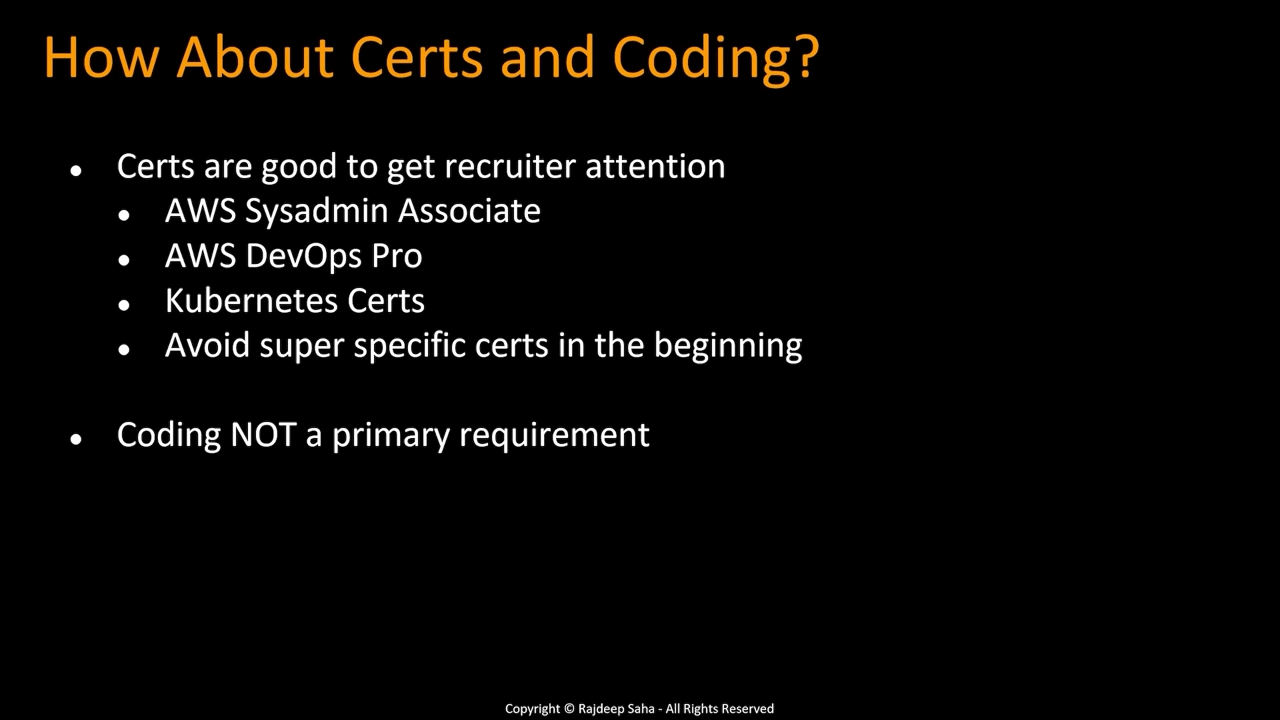 How About Certs and Coding?
● Certs are good to get recruiter attention
● AWS Sysadmin Associate
● AWS DevOps Pro
● Kubernetes Certs
● Avoid super specific certs in the beginning
● Coding NOT a primary requirement
Copyright © Rajdeep Saha - All Rights Reserved